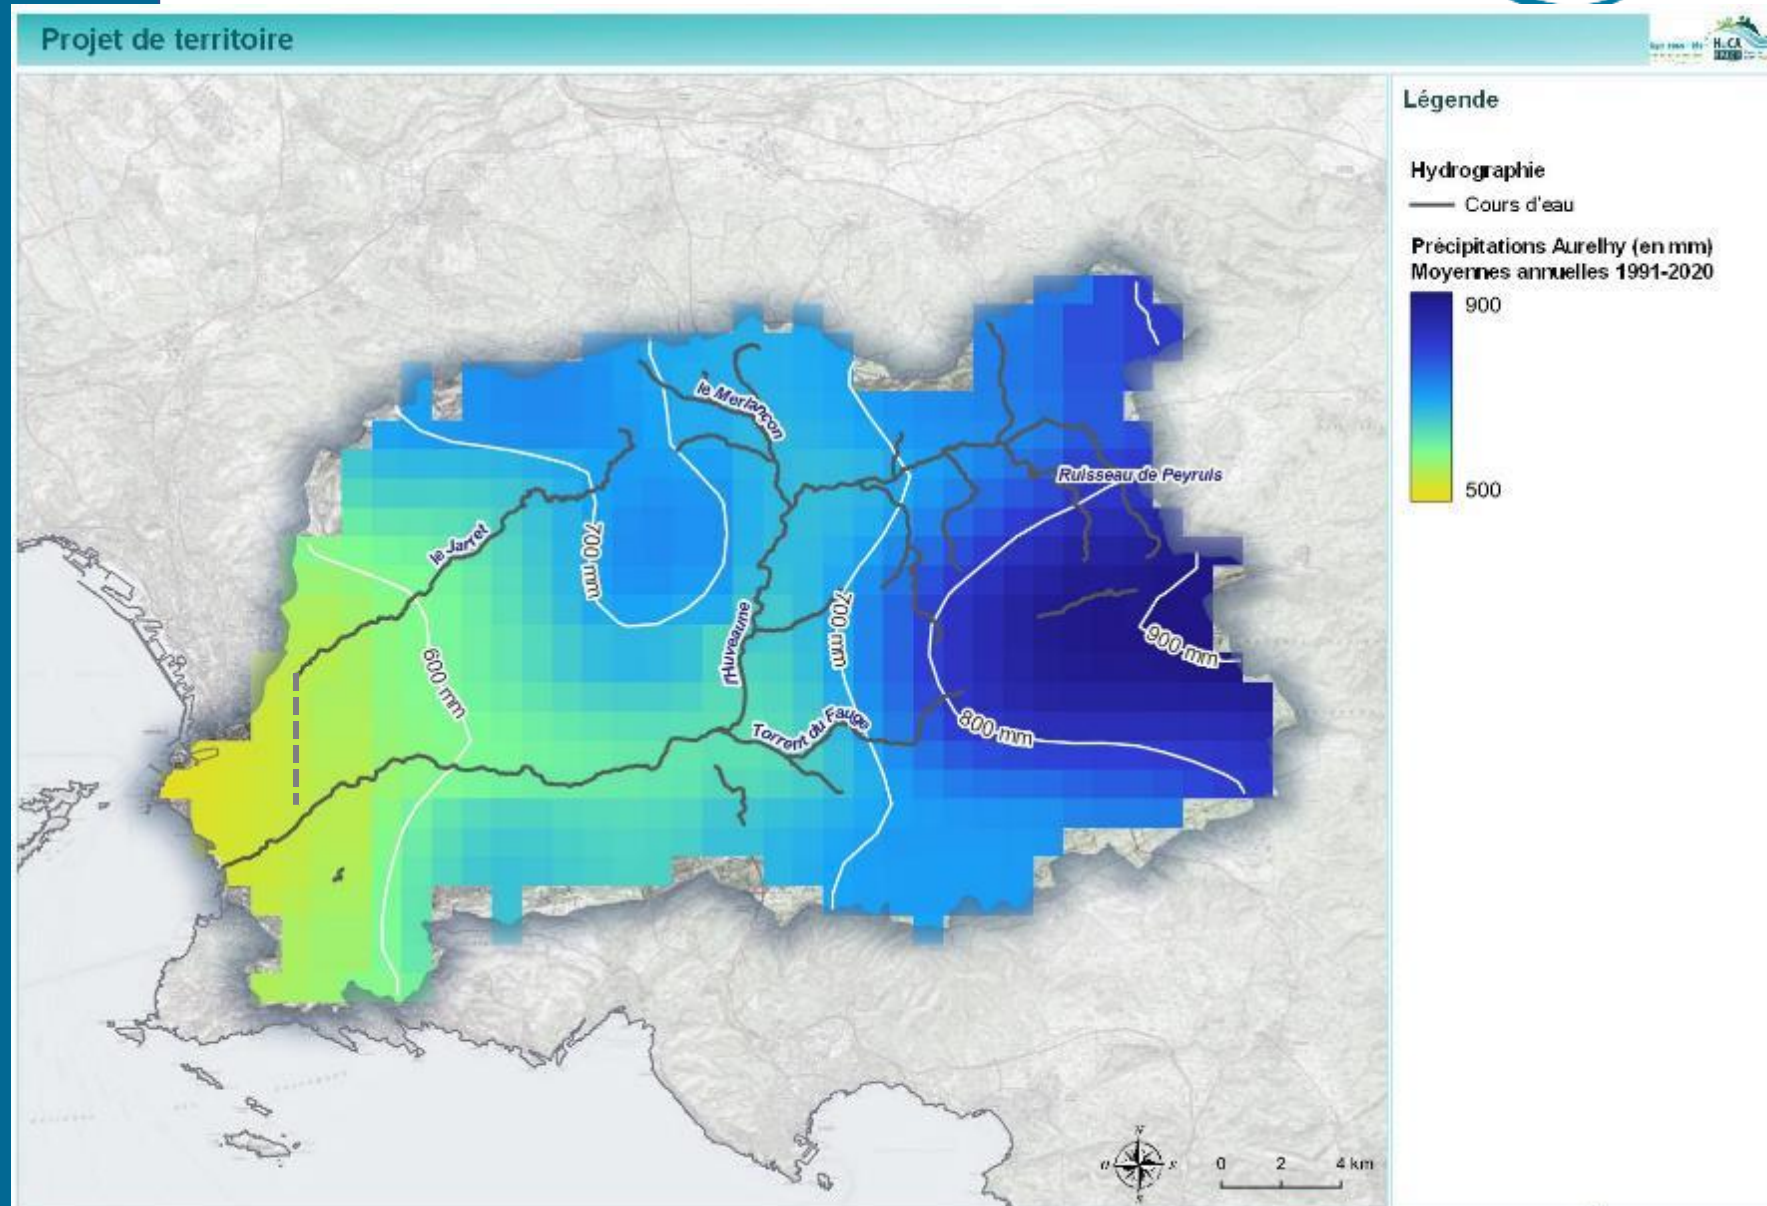 Projet de territoire
HuCA
Légende
Hydrographie
Cours d'eau
Précipitations Aurelhy (en mm)
Moyennes annuelles 1991-2020
900
500
le Merlançon
Ruisseau de Peyruis
le Jarret
700 mm
l'Huveaune
700 mm
600 mm
900 mm
Torrent du Fauge
800 mm
N
O
E
S
0 2 4 km